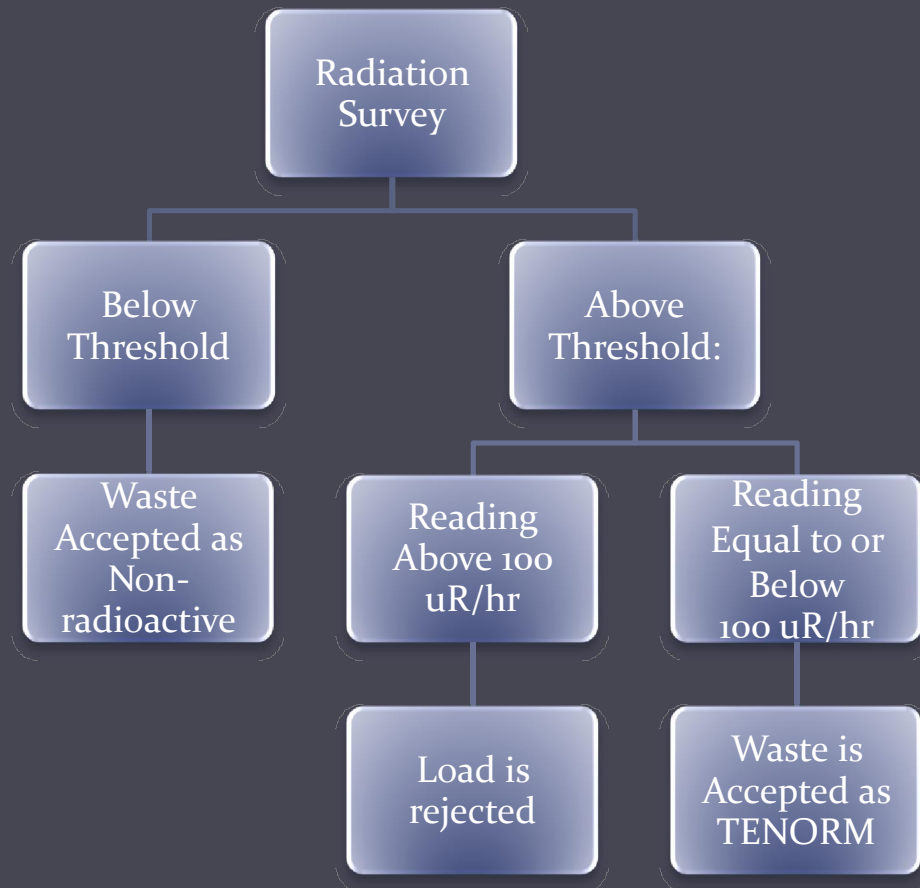 Radiation
Survey
Below
Threshold
Above
Threshold:
Waste
Accepted as
Non-
radioactive
Reading
Above 100
uR/hr
Reading
Equal to or
Below
100 uR/hr
Load is
rejected
Waste is
Accepted as
TENORM